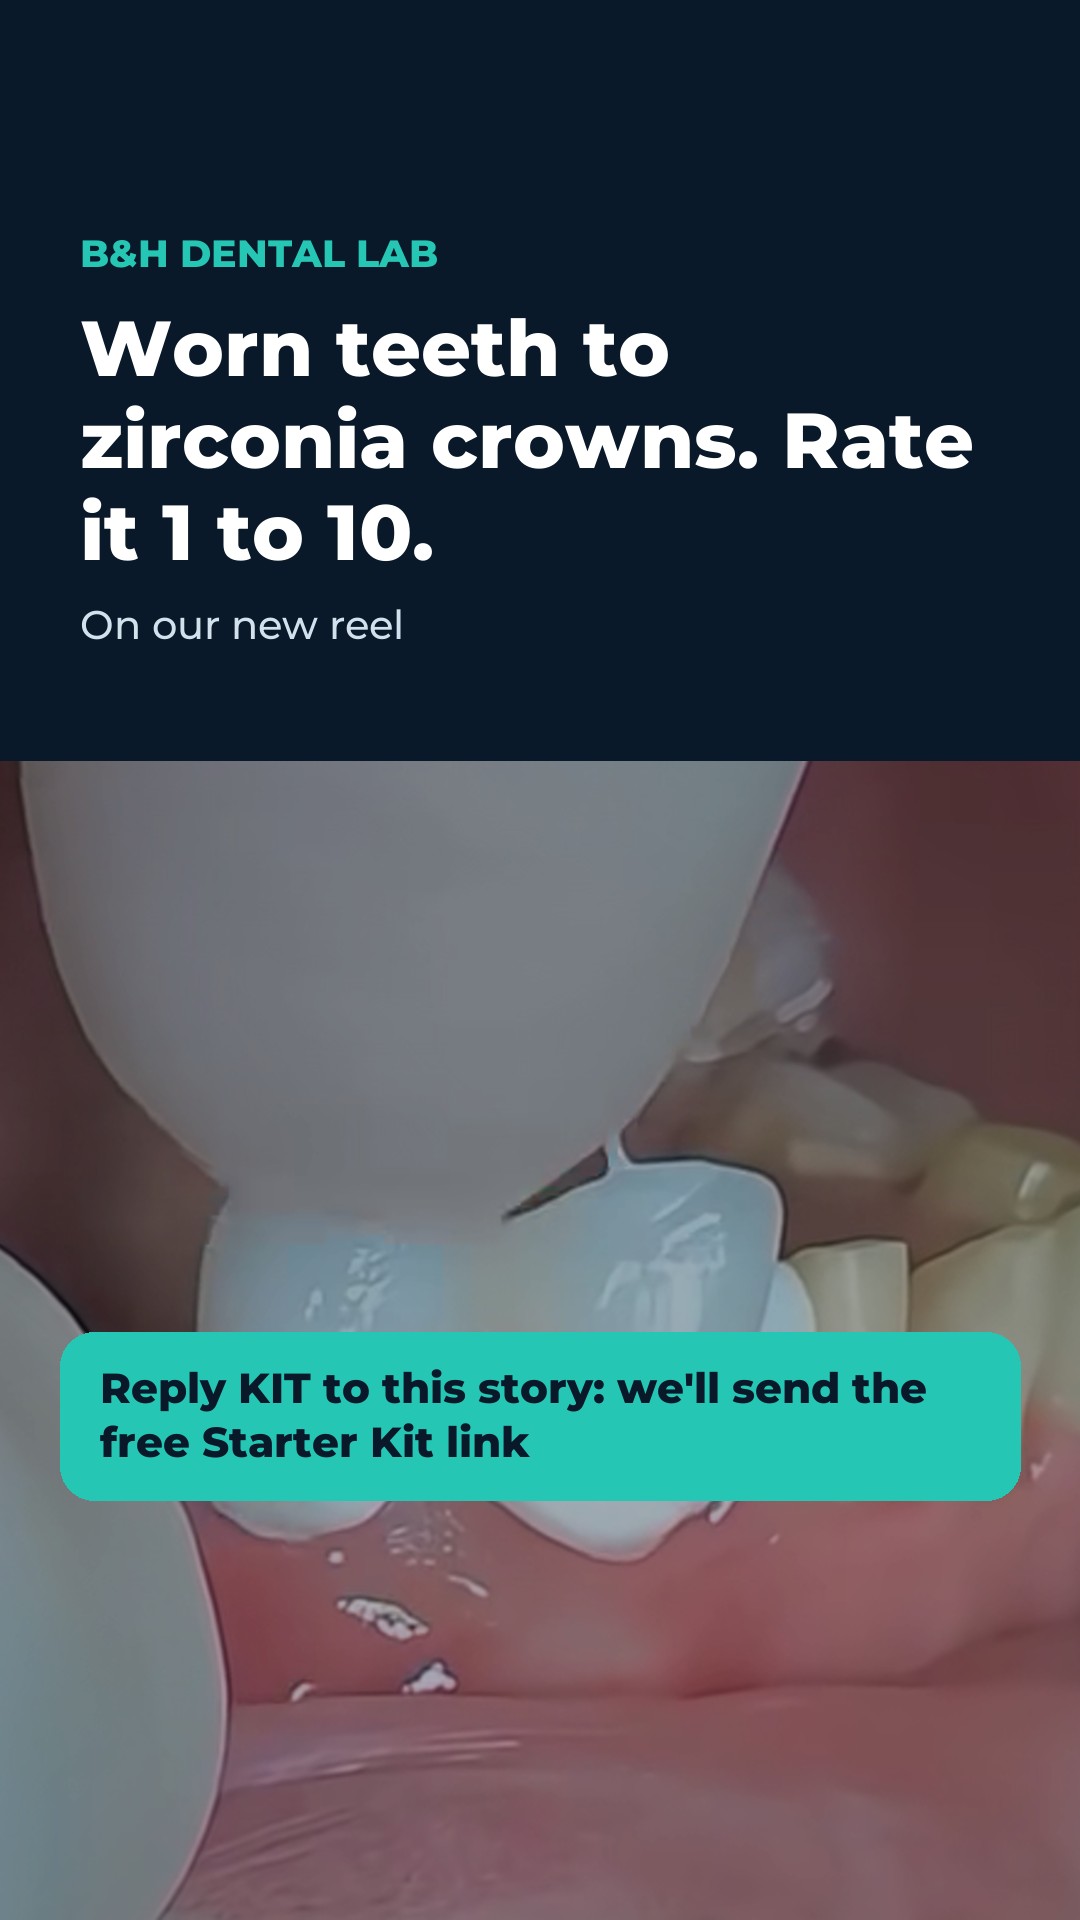 B&H DENTAL LAB
Worn teeth to
zirconia crowns. Rate
it 1 to 10.
On our new reel
Reply KIT to this story: we'll send the
free Starter Kit link